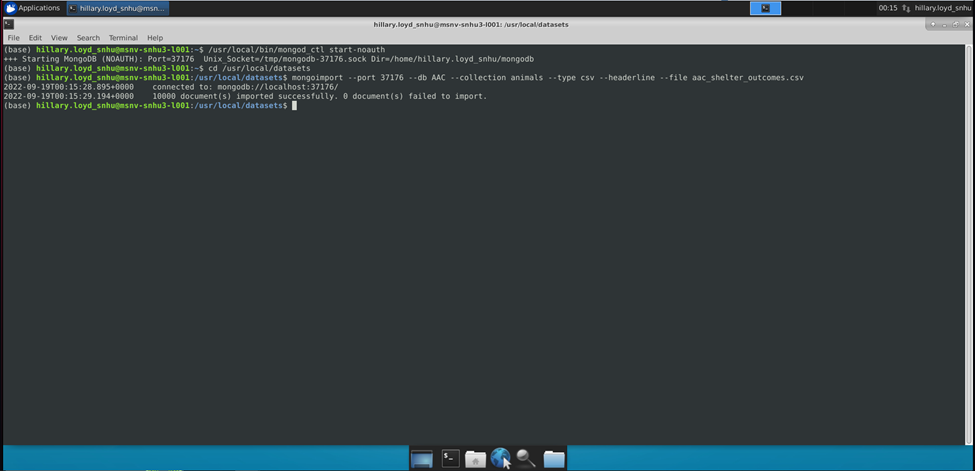 Applications hillary.loyd_snhu@msn... 00:15 hillary.loyd_snhu
hillary.loyd_snhu@msnv-snhu3-l001: /usr/local/datasets
File Edit View Search Terminal Help
(base) hillary.loyd_snhu@msnv-snhu3-l001:~$ /usr/local/bin/mongod_ctl start-noauth
+++ Starting MongoDB (NOAUTH): Port=37176  Unix_Socket=/tmp/mongodb-37176.sock Dir=/home/hillary.loyd_snhu/mongodb
(base) hillary.loyd_snhu@msnv-snhu3-l001:~$ cd /usr/local/datasets
(base) hillary.loyd_snhu@msnv-snhu3-l001:/usr/local/datasets$ mongoimport --port 37176 --db AAC --collection animals --type csv --headerline --file aac_shelter_outcomes.csv
2022-09-19T00:15:28.895+0000    connected to: mongodb://localhost:37176/
2022-09-19T00:15:29.194+0000    10000 document(s) imported successfully. 0 document(s) failed to import.
(base) hillary.loyd_snhu@msnv-snhu3-l001:/usr/local/datasets$